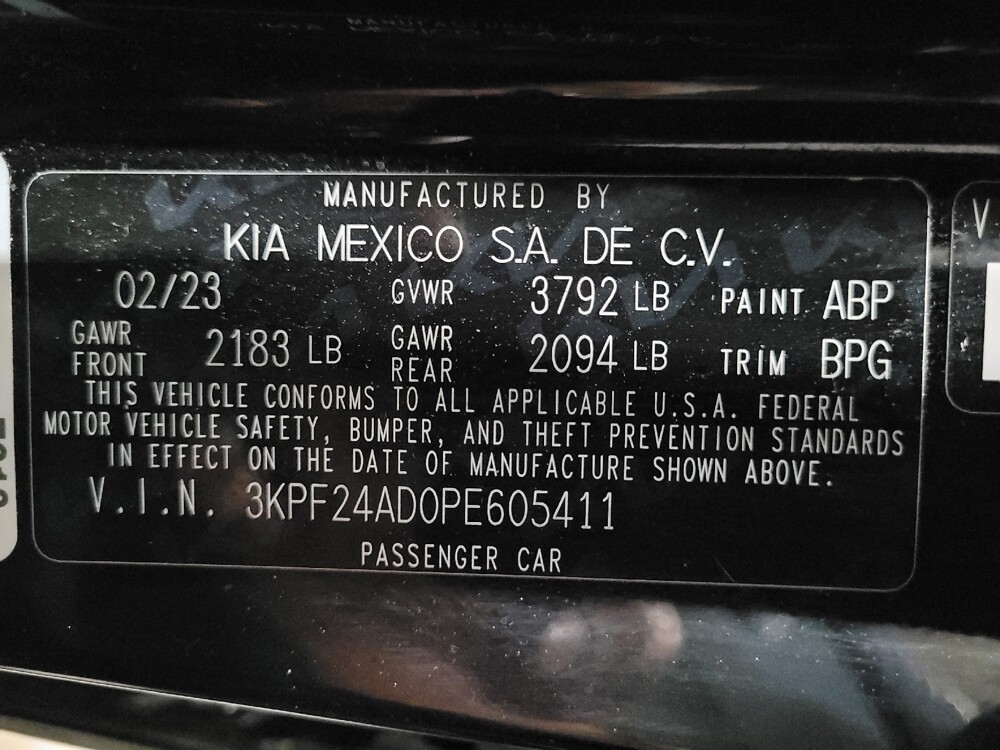 MANUFACTURED BY
KIA MEXICO S.A. DE C.V.
02/23 GVWR 3792 LB PAINT ABP
GAWR FRONT 2183 LB GAWR REAR 2094 LB TRIM BPG
THIS VEHICLE CONFORMS TO ALL APPLICABLE U.S.A. FEDERAL
MOTOR VEHICLE SAFETY, BUMPER, AND THEFT PREVENTION STANDARDS
IN EFFECT ON THE DATE OF MANUFACTURE SHOWN ABOVE.
V.I.N. 3KPF24AD0PE605411
PASSENGER CAR